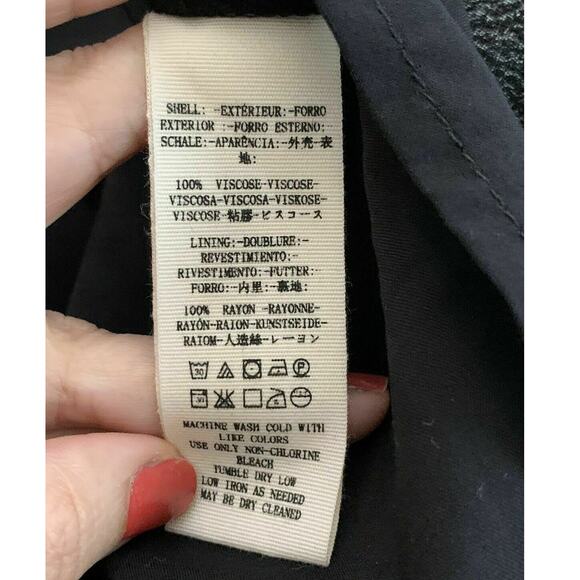 SHELL: -EXTÉRIEUR:-FORRO
EXTERIOR :-FORRO ESTERNO:
SCHALE:-APARÊNCIA:-外壳-表
地:
100% VISCOSE-VISCOSE-
VISCOSA-VISCOSA-VISKOSE-
VISCOSE-粘膠-ビスコース
LINING:-DOUBLURE:-
REVESTIMIENTO:-
RIVESTIMENTO:-FUTTER:-
FORRO:-内里:-裏地:
100% RAYON -RAYONNE-
RAYÓN-RAION-KUNSTSEIDE-
RAIOM-人造絲-レーヨン
30 P
30
MACHINE WASH COLD WITH
LIKE COLORS
USE ONLY NON-CHLORINE
BLEACH
TUMBLE DRY LOW
LOW IRON AS NEEDED
MAY BE DRY CLEANED